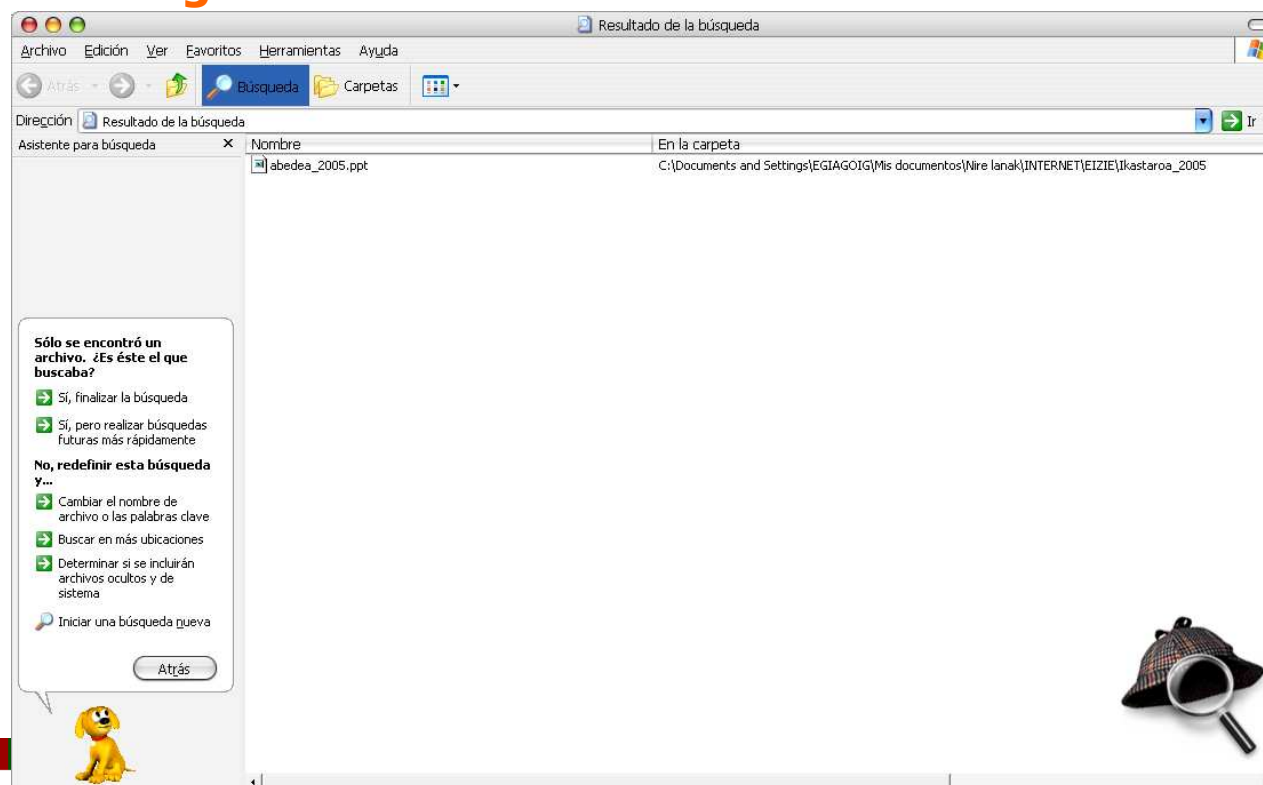 Resultado de la búsqueda
Archivo Edición Ver Favoritos Herramientas Ayuda
Atrás Búsqueda Carpetas
Dirección Resultado de la búsqueda Ir
Asistente para búsqueda Nombre En la carpeta
abedea_2005.ppt C:\Documents and Settings\EGIAGOIG\Mis documentos\Nire lanak\INTERNET\EIZIE\Ikastaroa_2005
Sólo se encontró un
archivo. ¿Es éste el que
buscaba?
Sí, finalizar la búsqueda
Sí, pero realizar búsquedas
futuras más rápidamente
No, redefinir esta búsqueda
y...
Cambiar el nombre de
archivo o las palabras clave
Buscar en más ubicaciones
Determinar si se incluirán
archivos ocultos y de
sistema
Iniciar una búsqueda nueva
Atrás